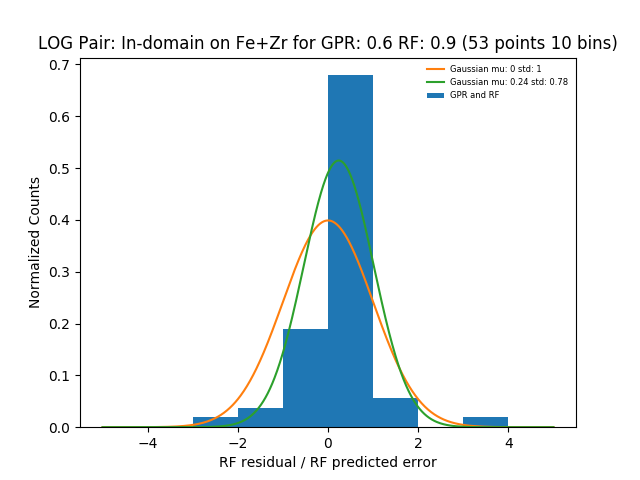 LOG Pair: In-domain on Fe+Zr for GPR: 0.6 RF: 0.9 (53 points 10 bins)
Gaussian mu: 0 std: 1
Gaussian mu: 0.24 std: 0.78
GPR and RF
Normalized Counts
0.7
0.6
0.5
0.4
0.3
0.2
0.1
0.0
−4 −2 0 2 4
RF residual / RF predicted error